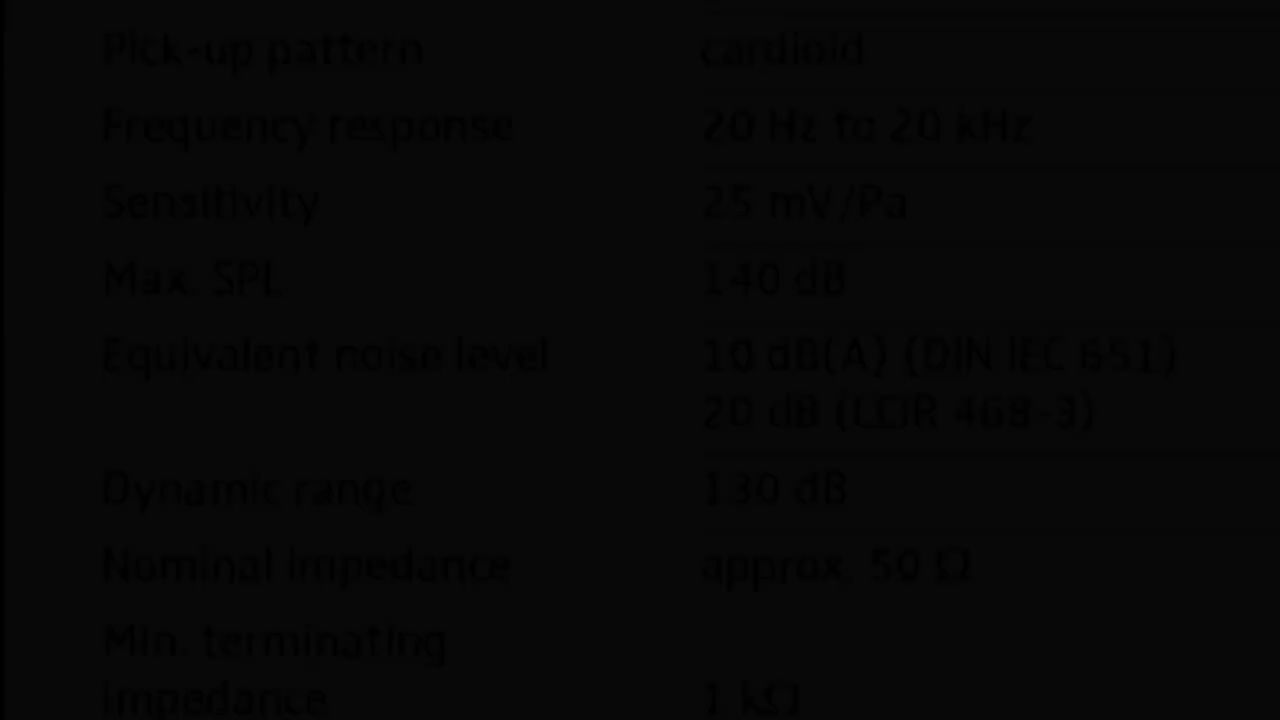 Pick-up pattern cardioid
Frequency response 20 Hz to 20 kHz
Sensitivity 25 mV/Pa
Max. SPL 140 dB
Equivalent noise level 10 dB(A) (DIN IEC 651)
20 dB (CCIR 468-3)
Dynamic range 130 dB
Nominal impedance approx. 50 Ω
Min. terminating
impedance 1 kΩ